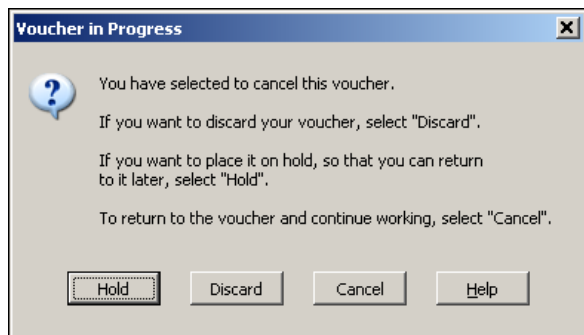 Voucher in Progress
You have selected to cancel this voucher.
If you want to discard your voucher, select "Discard".
If you want to place it on hold, so that you can return
to it later, select "Hold".
To return to the voucher and continue working, select "Cancel".
Hold Discard Cancel Help